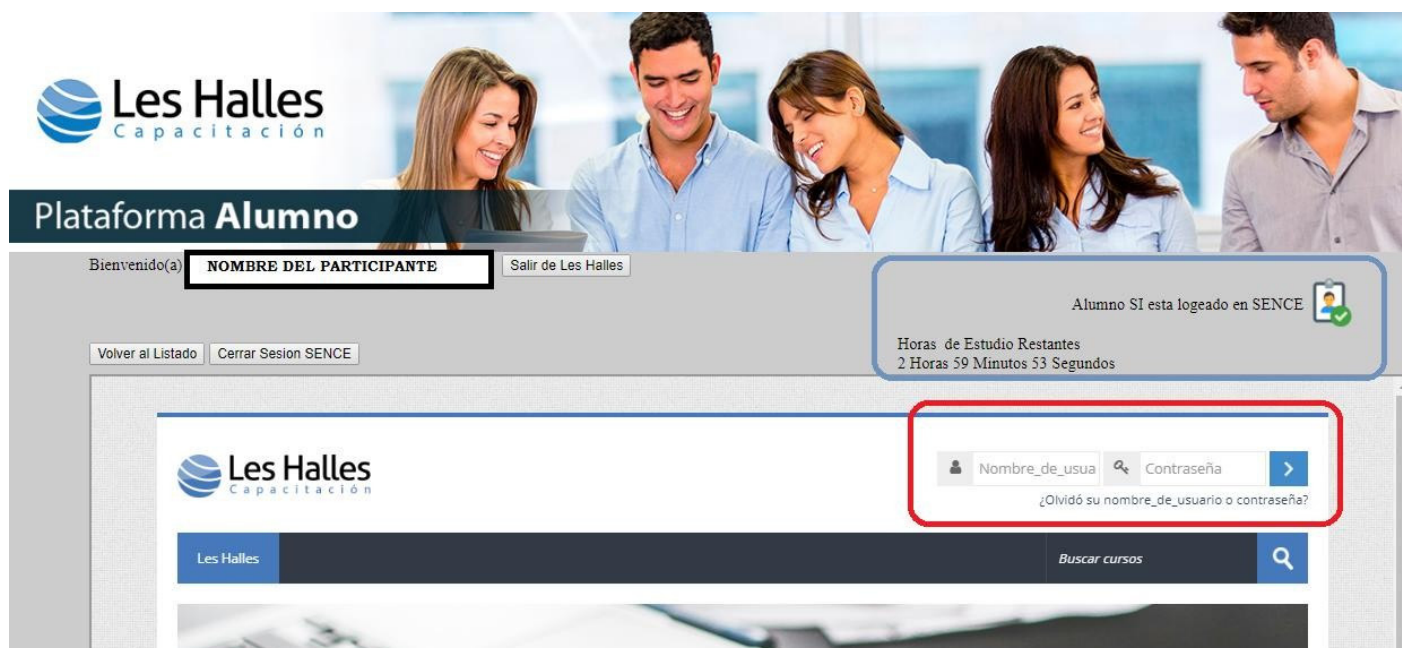 Les Halles
Capacitación
Plataforma Alumno
Bienvenido(a) NOMBRE DEL PARTICIPANTE Salir de Les Halles
Alumno SI esta logeado en SENCE
Volver al Listado Cerrar Sesion SENCE
Horas de Estudio Restantes
2 Horas 59 Minutos 53 Segundos
Les Halles
Capacitación
Nombre_de_usua Contraseña
¿Olvidó su nombre_de_usuario o contraseña?
Les Halles Buscar cursos